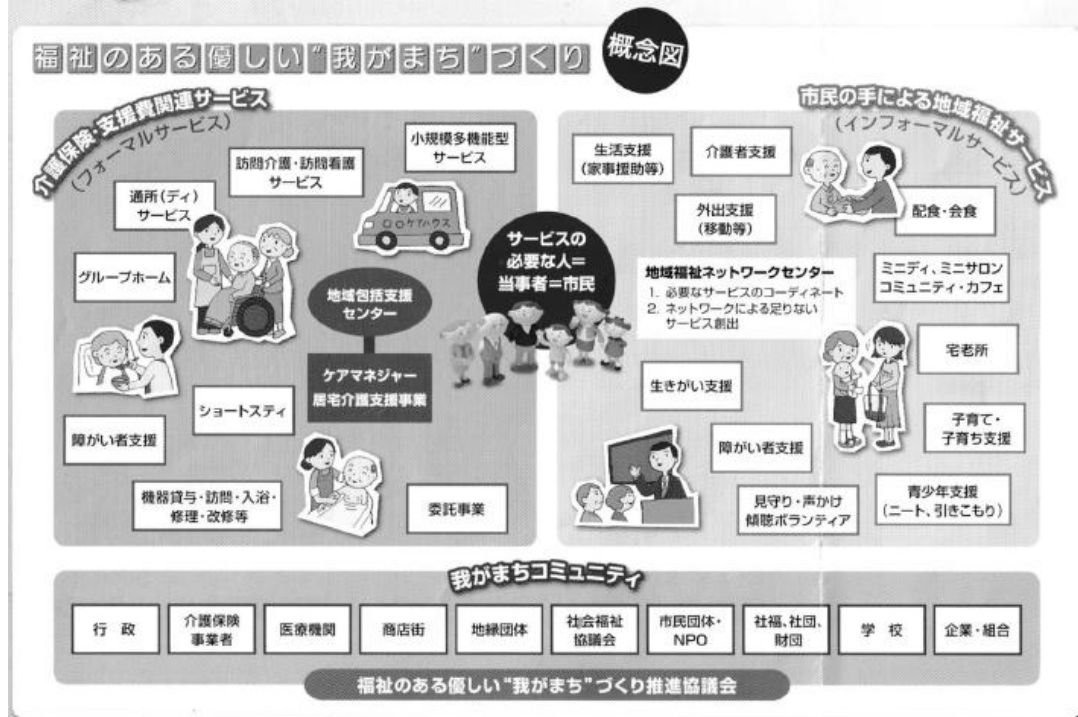 福祉のある優しい“我がまち”づくり
概念図
介護保険・支援費関連サービス
(フォーマルサービス)
通所(ディ)
サービス
訪問介護・訪問看護
サービス
小規模多機能型
サービス
ロロケアハウス
グループホーム
地域包括支援
センター
ケアマネジャー
居宅介護支援事業
ショートスティ
障がい者支援
機器貸与・訪問・入浴・
修理・改修等
委託事業
サービスの
必要な人=
当事者=市民
市民の手による地域福祉サービス
(インフォーマルサービス)
生活支援
(家事援助等)
介護者支援
外出支援
(移動等)
配食・会食
地域福祉ネットワークセンター
1. 必要なサービスのコーディネート
2. ネットワークによる足りない
サービス創出
ミニディ、ミニサロン
コミュニティ・カフェ
宅老所
生きがい支援
子育て・
子育ち支援
障がい者支援
見守り・声かけ
傾聴ボランティア
青少年支援
(ニート、引きこもり)
我がまちコミュニティ
行 政
介護保険
事業者
医療機関
商店街
地縁団体
社会福祉
協議会
市民団体・
NPO
社福、社団、
財団
学 校
企業・組合
福祉のある優しい“我がまち”づくり推進協議会